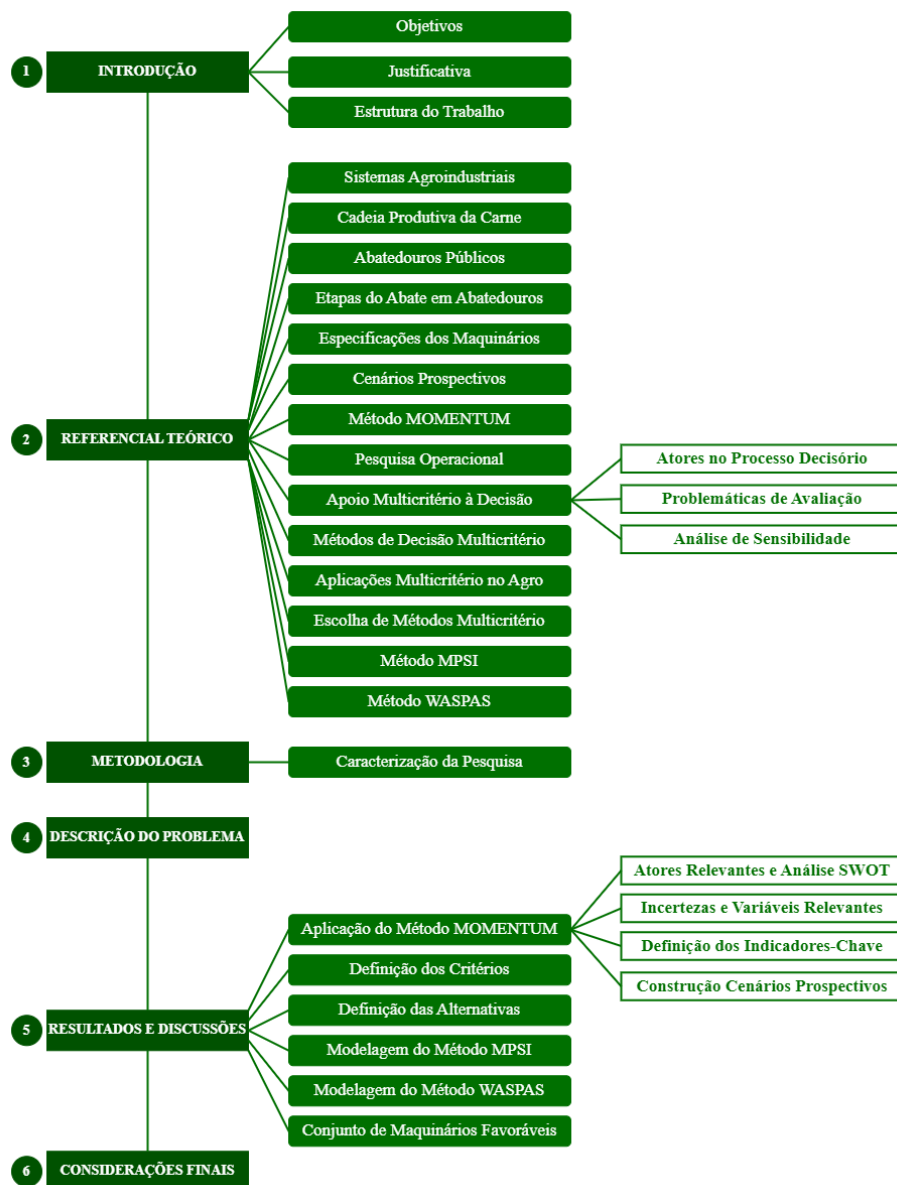 1
INTRODUÇÃO
Objetivos
Justificativa
Estrutura do Trabalho
2
REFERENCIAL TEÓRICO
Sistemas Agroindustriais
Cadeia Produtiva da Carne
Abatedouros Públicos
Etapas do Abate em Abatedouros
Especificações dos Maquinários
Cenários Prospectivos
Método MOMENTUM
Pesquisa Operacional
Apoio Multicritério à Decisão
Atores no Processo Decisório
Problemáticas de Avaliação
Análise de Sensibilidade
Métodos de Decisão Multicritério
Aplicações Multicritério no Agro
Escolha de Métodos Multicritério
Método MPSI
Método WASPAS
3
METODOLOGIA
Caracterização da Pesquisa
4
DESCRIÇÃO DO PROBLEMA
5
RESULTADOS E DISCUSSÕES
Aplicação do Método MOMENTUM
Atores Relevantes e Análise SWOT
Incertezas e Variáveis Relevantes
Definição dos Indicadores-Chave
Construção Cenários Prospectivos
Definição dos Critérios
Definição das Alternativas
Modelagem do Método MPSI
Modelagem do Método WASPAS
Conjunto de Maquinários Favoráveis
6
CONSIDERAÇÕES FINAIS